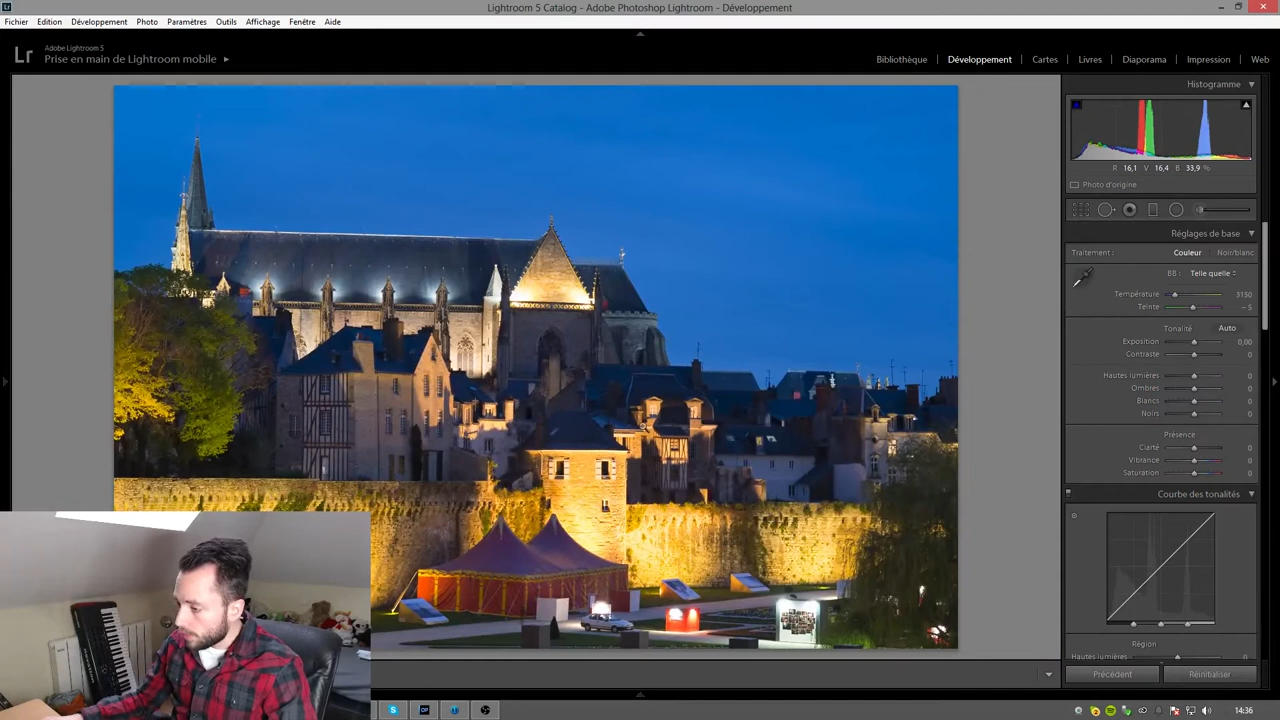 Lightroom 5 Catalog - Adobe Photoshop Lightroom - Développement
Fichier Edition Développement Photo Paramètres Outils Affichage Fenêtre Aide
Adobe Lightroom 5
Lr Prise en main de Lightroom mobile
Bibliothèque Développement Cartes Livres Diaporama Impression Web
Histogramme
R 16,1 V 16,4 B 33,9 %
Photo d'origine
Réglages de base
Traitement : Couleur Noir/blanc
BB : Telle quelle
Température 3150
Teinte – 5
Tonalité Auto
Exposition 0,00
Contraste 0
Hautes lumières 0
Ombres 0
Blancs 0
Noirs 0
Présence
Clarté 0
Vibrance 0
Saturation 0
Courbe des tonalités
Région
Hautes lumières 0
Précédent Réinitialiser
14:36